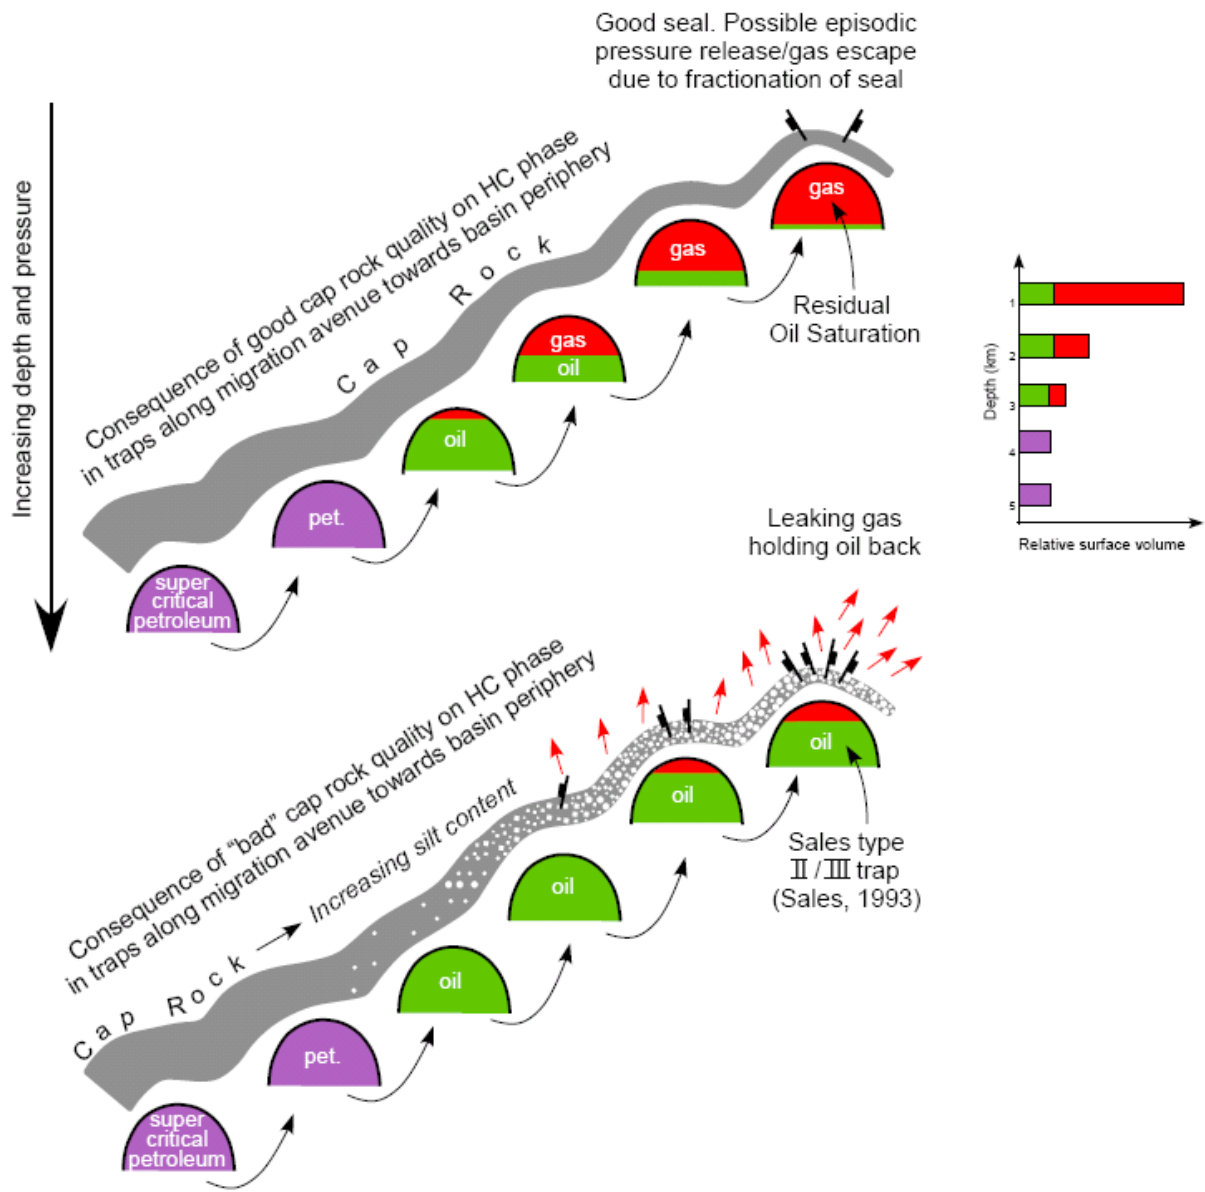 Good seal. Possible episodic
pressure release/gas escape
due to fractionation of seal
Increasing depth and pressure
Consequence of good cap rock quality on HC phase
in traps along migration avenue towards basin periphery
Cap Rock
gas
gas
gas
oil
oil
pet.
super
critical
petroleum
Residual
Oil Saturation
Depth (km)
1
2
3
4
5
Relative surface volume
Leaking gas
holding oil back
Consequence of “bad” cap rock quality on HC phase
in traps along migration avenue towards basin periphery
Cap Rock
Increasing silt content
oil
oil
oil
oil
pet.
super
critical
petroleum
Sales type
II / III trap
(Sales, 1993)